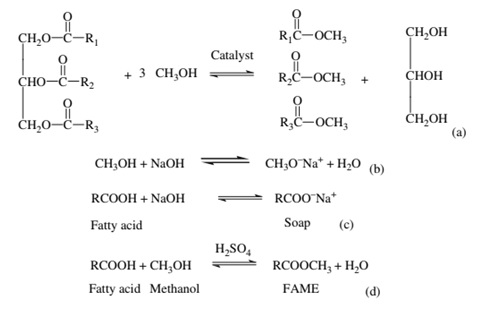 O O
CH₂O—C—R₁ R₁C—OCH₃ CH₂OH
O Catalyst O
CHO—C—R₂ + 3 CH₃OH ⇌ R₂C—OCH₃ + CHOH
O O
CH₂O—C—R₃ R₃C—OCH₃ CH₂OH
(a)
CH₃OH + NaOH ⇌ CH₃O⁻Na⁺ + H₂O (b)
RCOOH + NaOH ⇌ RCOO⁻Na⁺
Fatty acid Soap (c)
H₂SO₄
RCOOH + CH₃OH ⇌ RCOOCH₃ + H₂O
Fatty acid Methanol FAME (d)